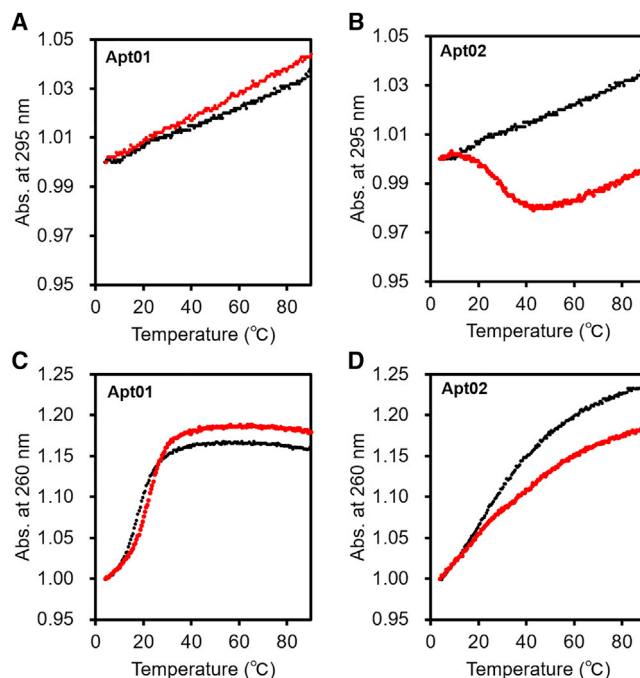 A
Apt01
1.05
1.03
1.01
0.99
0.97
0.95
Abs. at 295 nm
0 20 40 60 80
Temperature (℃)
B
Apt02
1.05
1.03
1.01
0.99
0.97
0.95
Abs. at 295 nm
0 20 40 60 80
Temperature (℃)
C
Apt01
1.25
1.20
1.15
1.10
1.05
1.00
0.95
Abs. at 260 nm
0 20 40 60 80
Temperature (℃)
D
Apt02
1.25
1.20
1.15
1.10
1.05
1.00
0.95
Abs. at 260 nm
0 20 40 60 80
Temperature (℃)